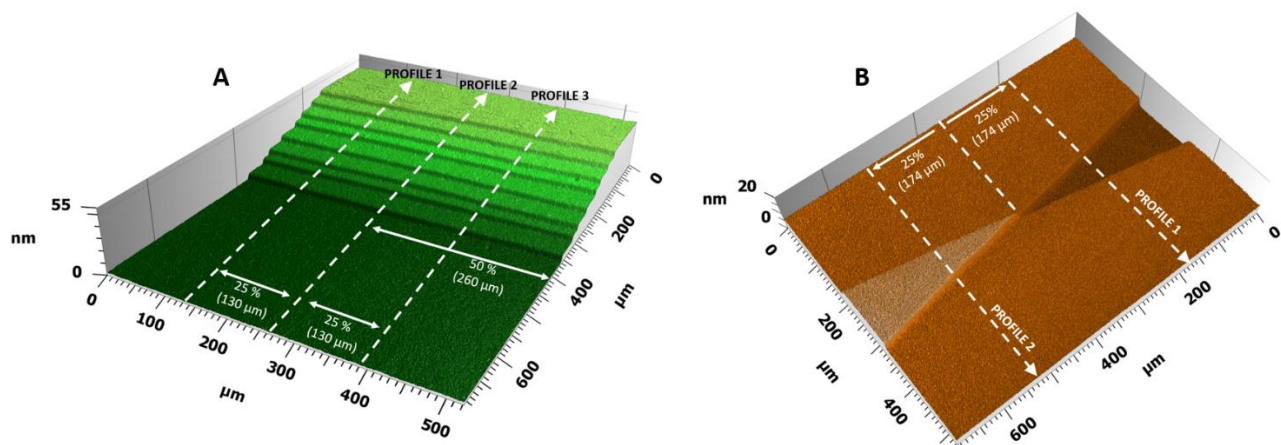 A
PROFILE 1
PROFILE 2
PROFILE 3
55
nm
0
0
100
200
300
400
500
µm
0
200
400
600
µm
50 %
(260 µm)
25 %
(130 µm)
25 %
(130 µm)
B
20
nm
0
0
200
400
µm
0
200
400
600
µm
25%
(174 µm)
25%
(174 µm)
PROFILE 1
PROFILE 2